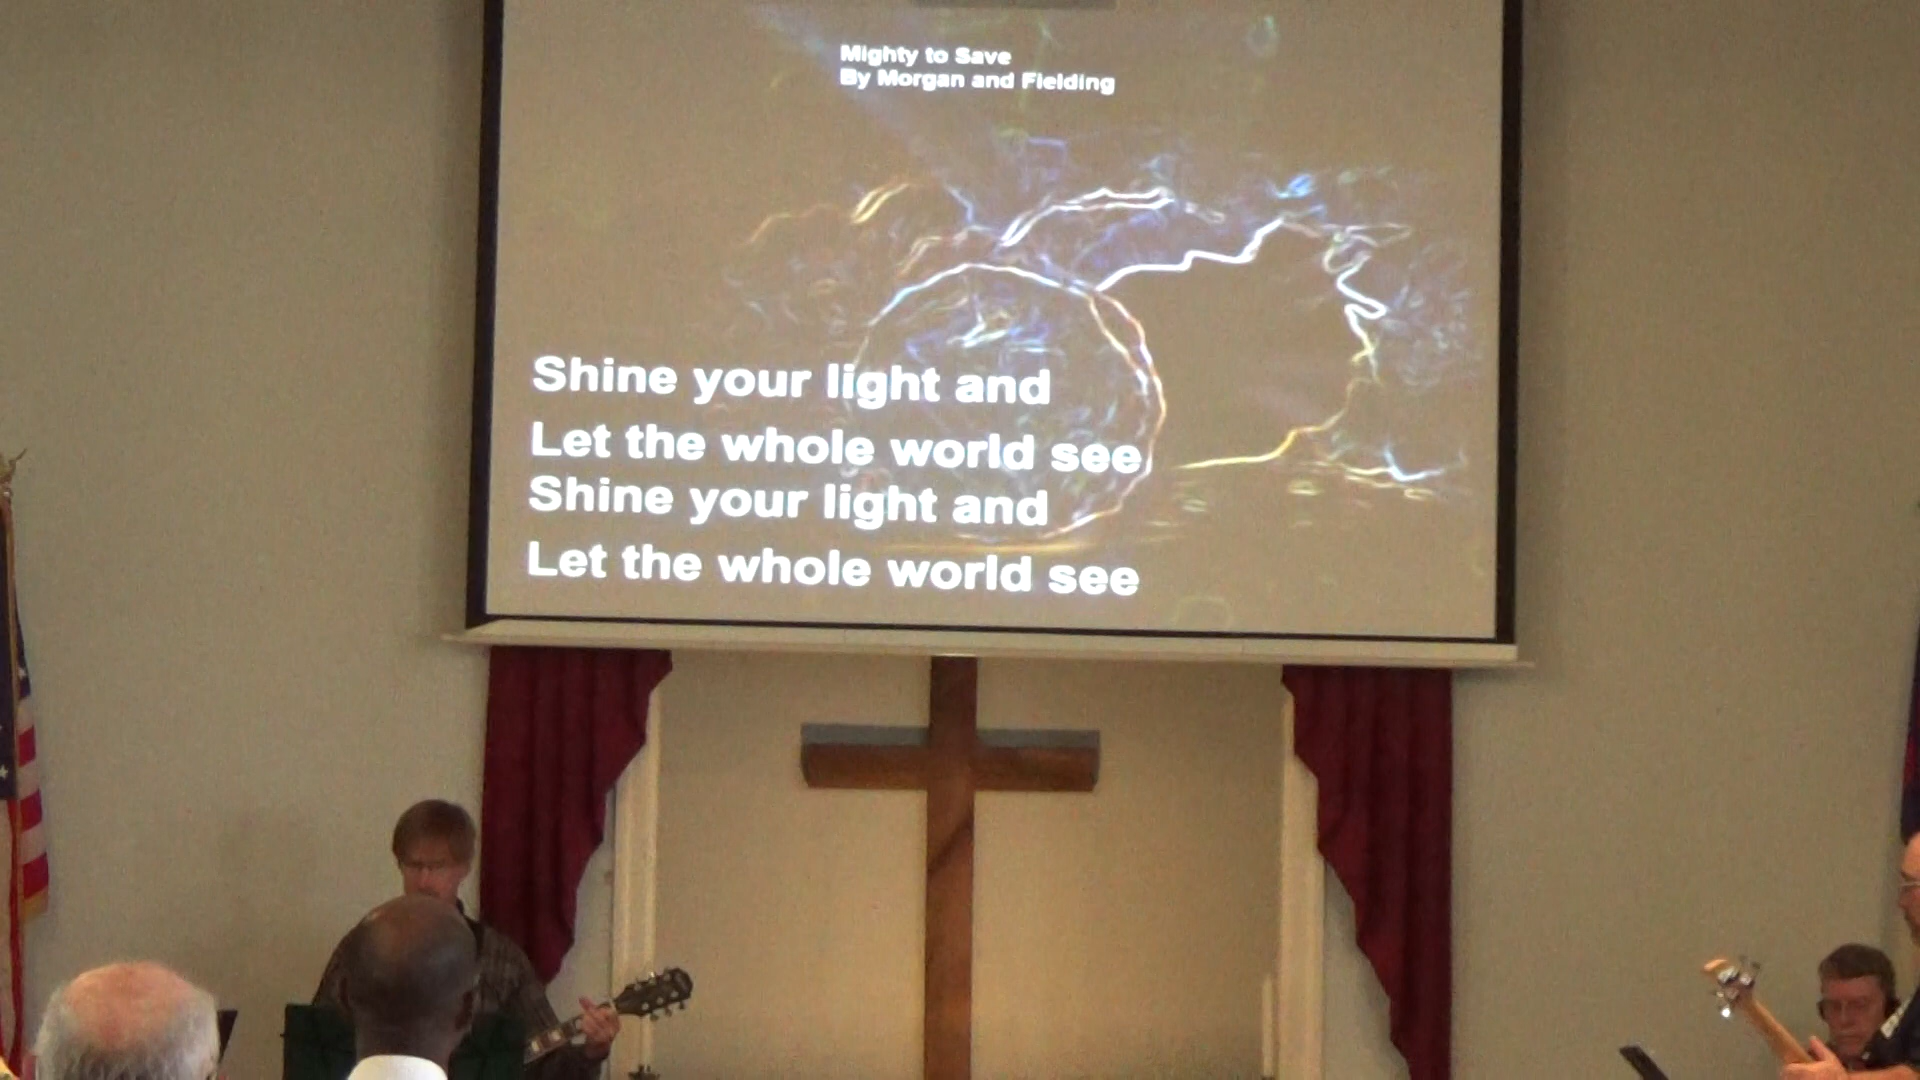 Mighty to Save
By Morgan and Fielding
Shine your light and
Let the whole world see
Shine your light and
Let the whole world see